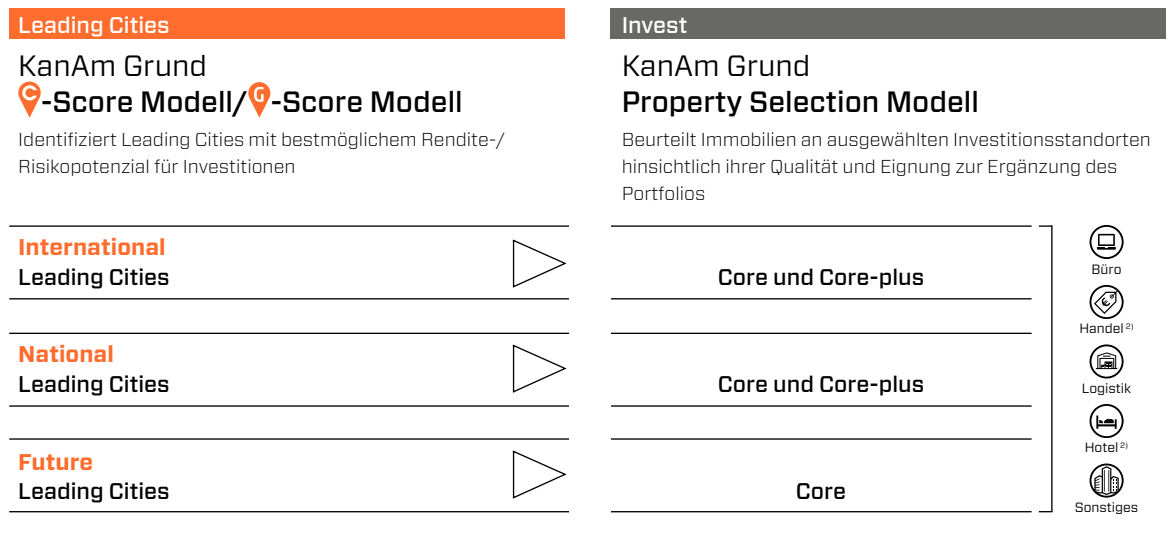 Leading Cities
KanAm Grund
C-Score Modell/G-Score Modell
Identifiziert Leading Cities mit bestmöglichem Rendite-/
Risikopotenzial für Investitionen
International
Leading Cities
National
Leading Cities
Future
Leading Cities
Invest
KanAm Grund
Property Selection Modell
Beurteilt Immobilien an ausgewählten Investitionsstandorten
hinsichtlich ihrer Qualität und Eignung zur Ergänzung des
Portfolios
Core und Core-plus
Core und Core-plus
Core
Büro
€
Handel 2)
Logistik
Hotel 2)
Sonstiges